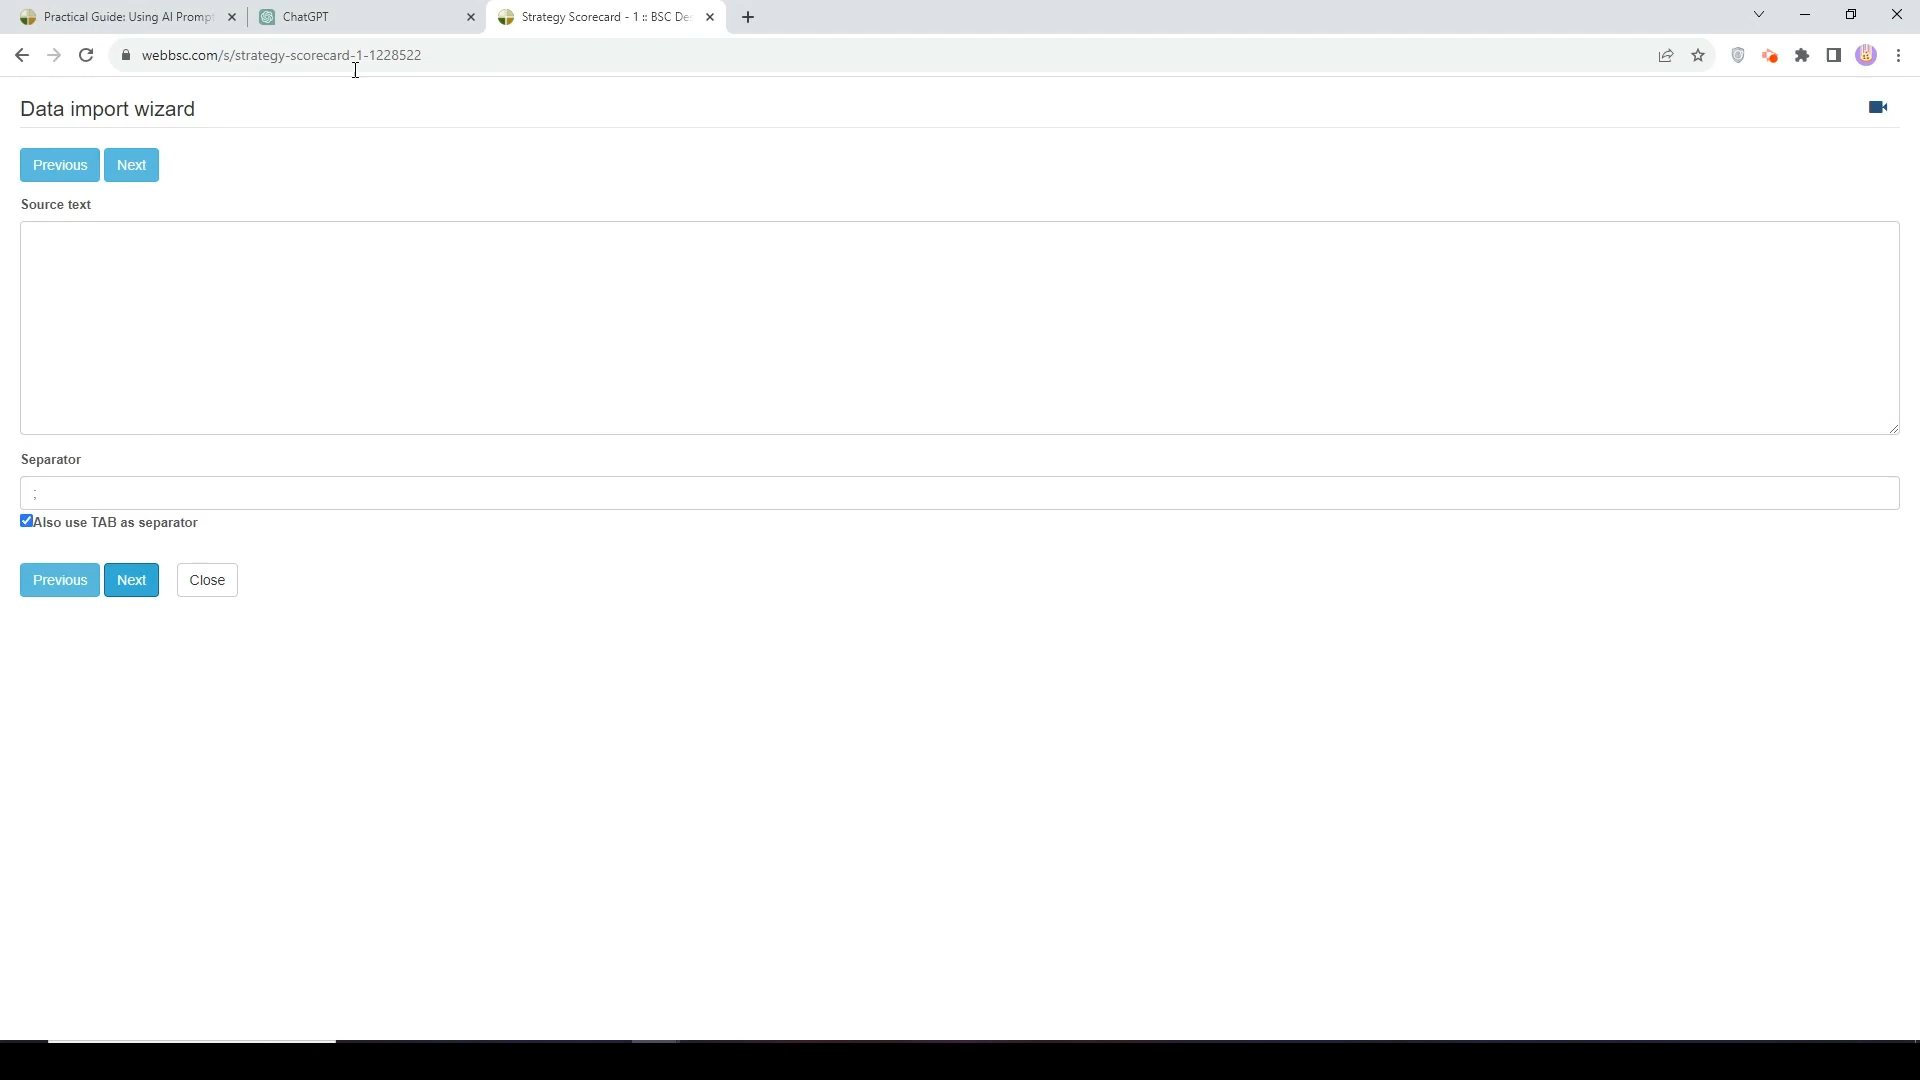 Practical Guide: Using AI Prompt
ChatGPT
Strategy Scorecard - 1 :: BSC De
webbsc.com/s/strategy-scorecard-1-1228522
Data import wizard
Previous
Next
Source text
Separator
;
Also use TAB as separator
Previous
Next
Close